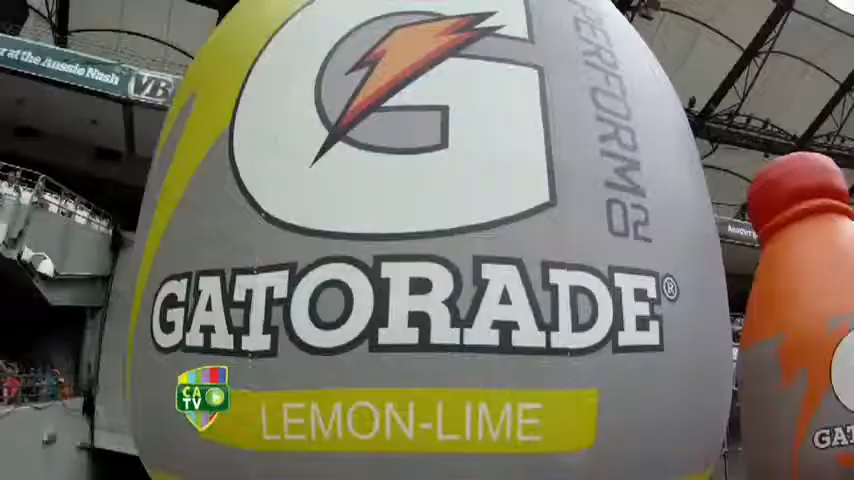 r at the Aussie Nash
VB
G
PERFORM 02
GATORADE®
LEMON-LIME
CA
TV
GAT